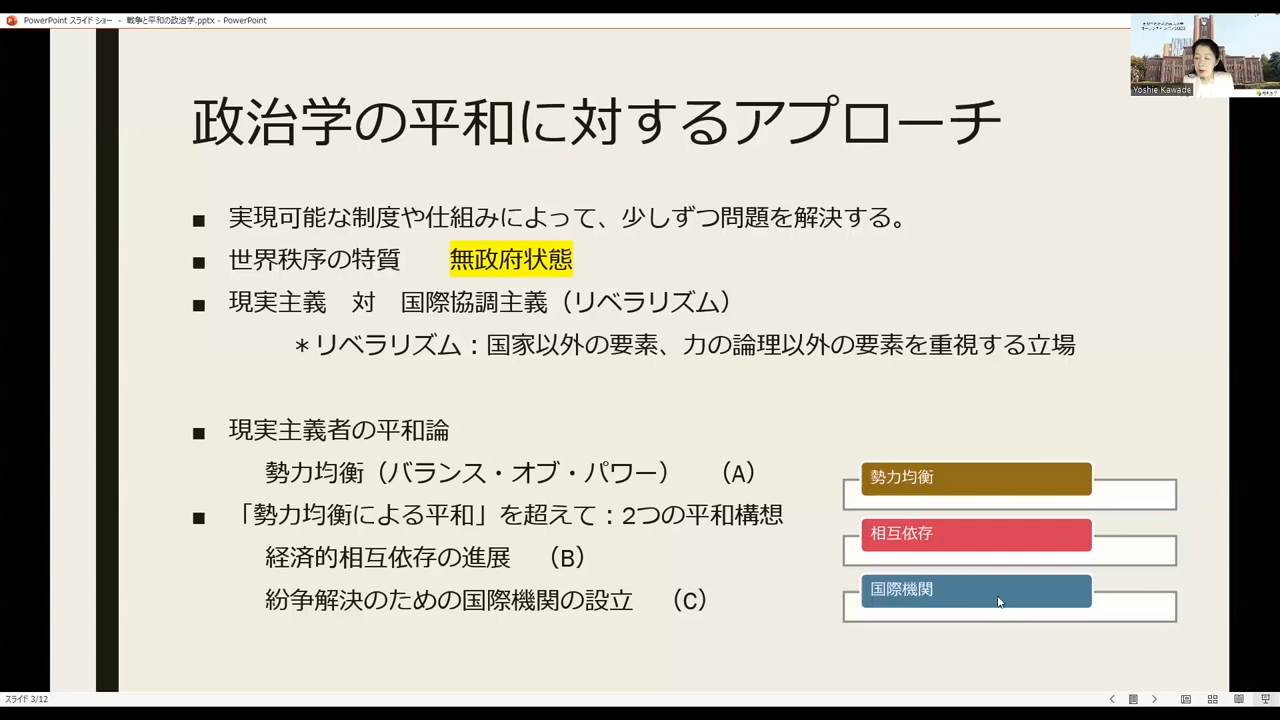 PowerPoint スライド ショー - 戦争と平和の政治学.pptx - PowerPoint
Yoshie Kawade
政治学の平和に対するアプローチ
■ 実現可能な制度や仕組みによって、少しずつ問題を解決する。
■ 世界秩序の特質 無政府状態
■ 現実主義 対 国際協調主義（リベラリズム）
＊リベラリズム：国家以外の要素、力の論理以外の要素を重視する立場
■ 現実主義者の平和論
勢力均衡（バランス・オブ・パワー） （A）
■ 「勢力均衡による平和」を超えて：2つの平和構想
経済的相互依存の進展 （B）
紛争解決のための国際機関の設立 （C）
勢力均衡
相互依存
国際機関
スライド 3/12